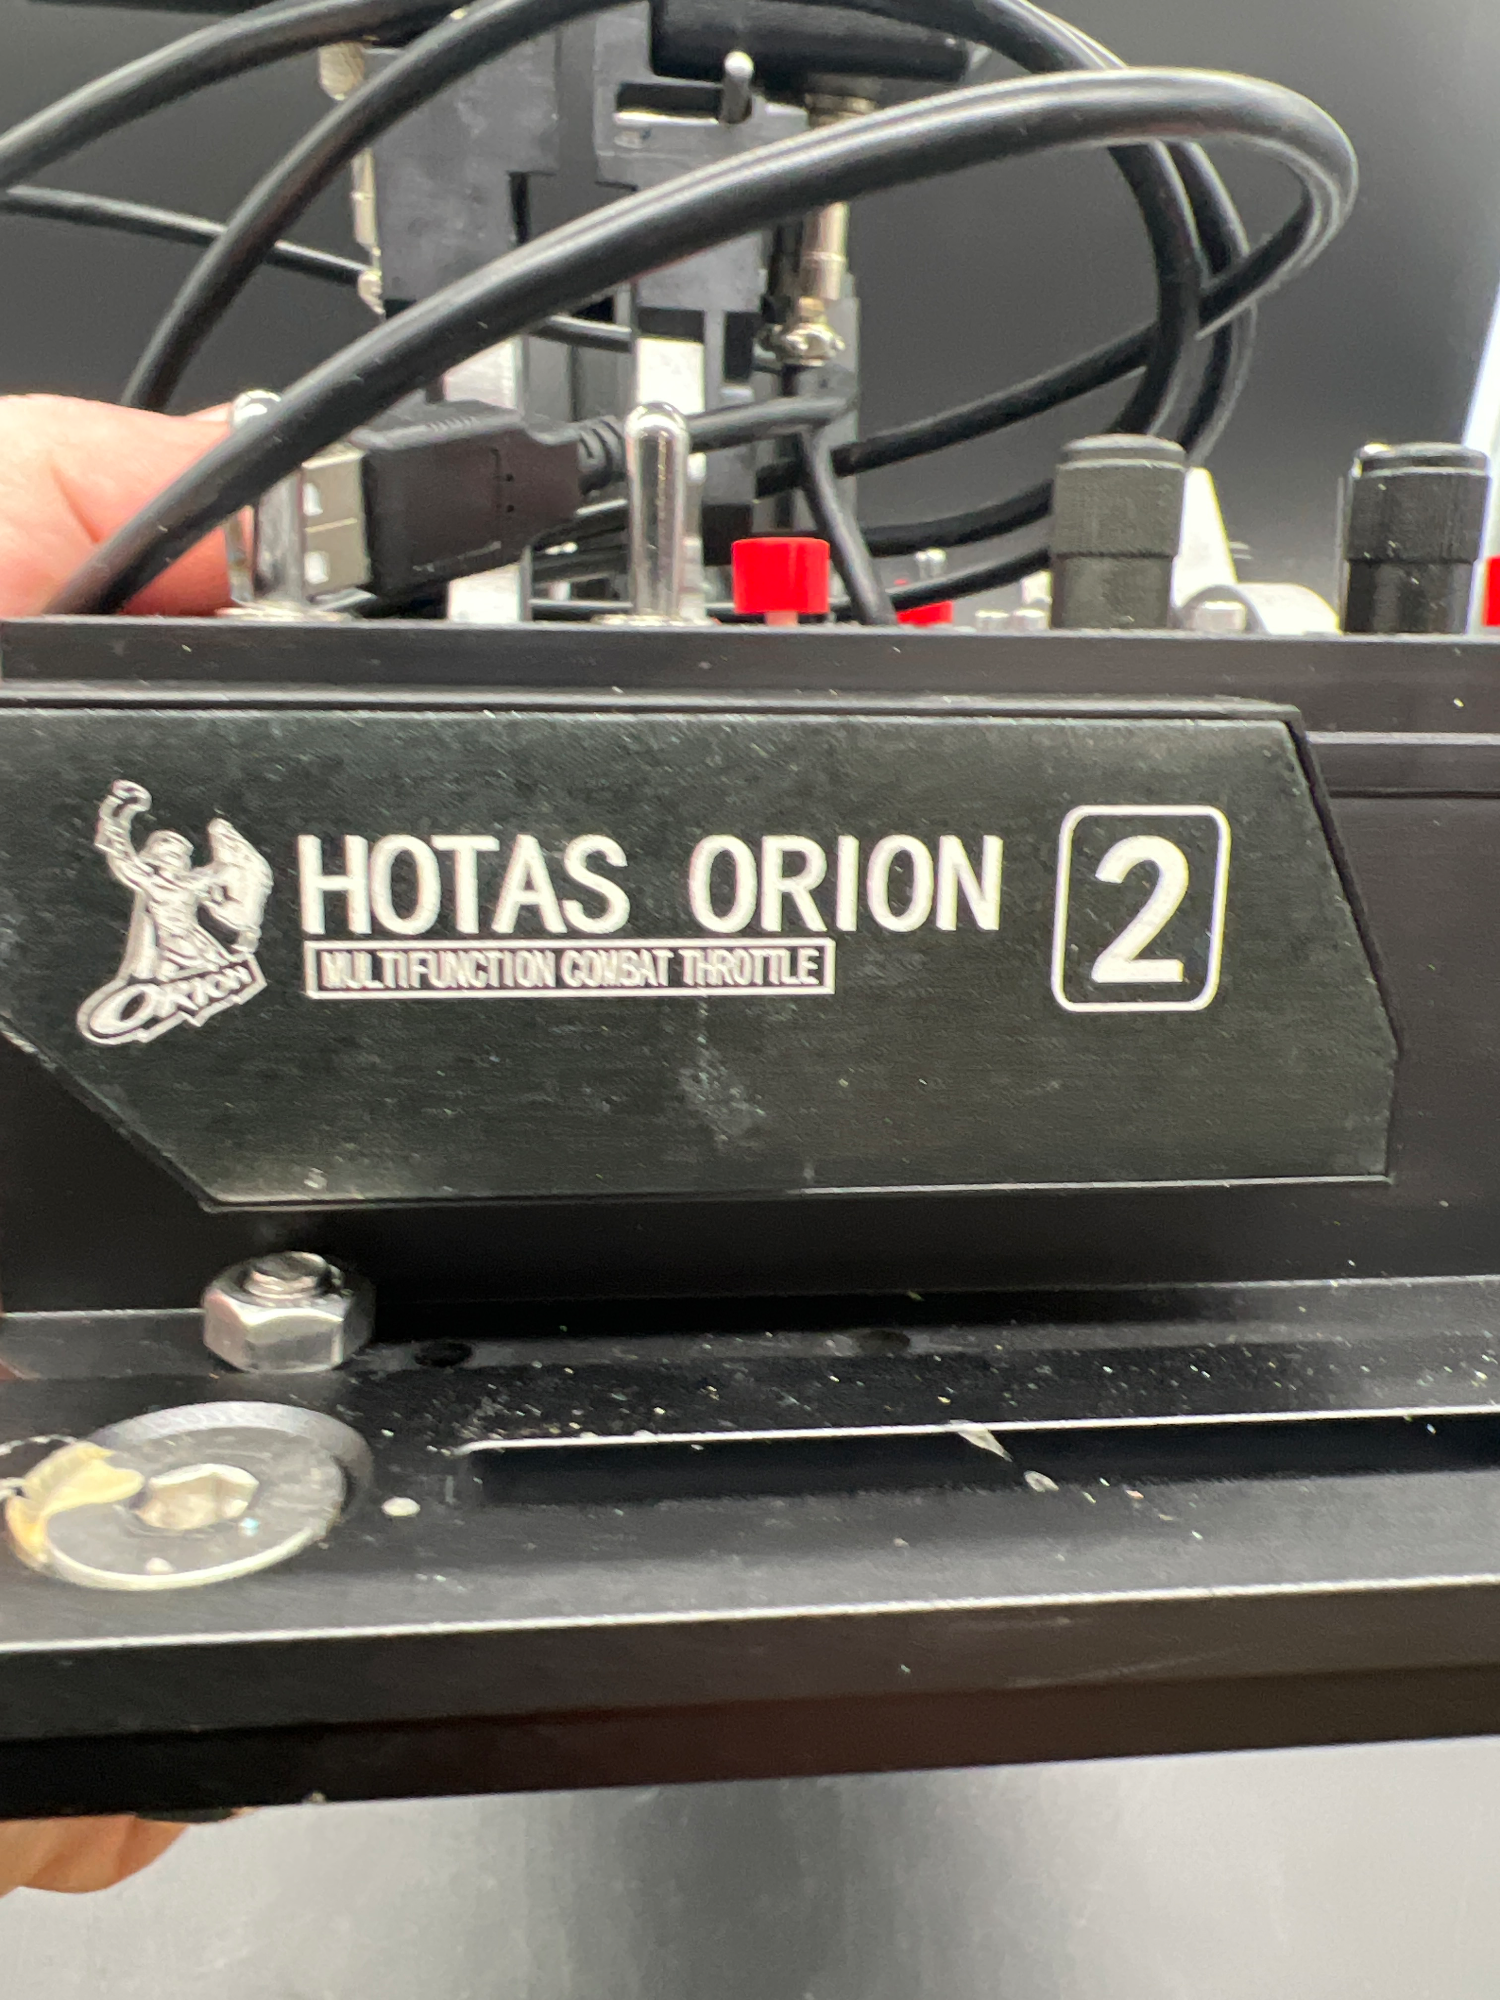 HOTAS ORION 2
MULTIFUNCTION COMBAT THROTTLE
ORION